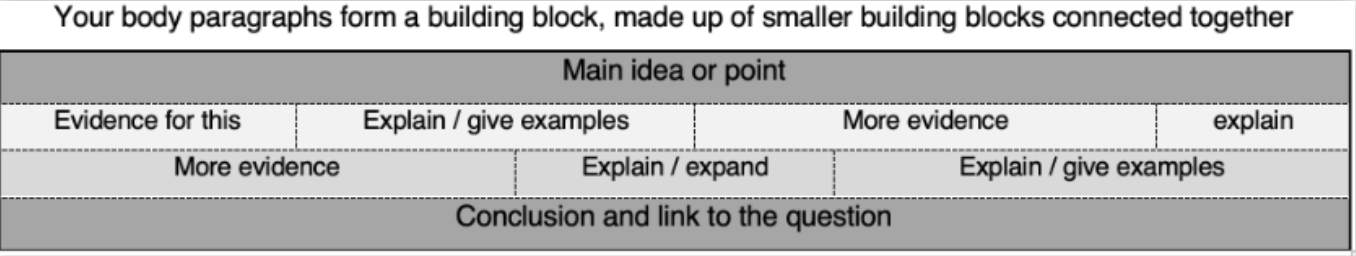 Your body paragraphs form a building block, made up of smaller building blocks connected together
Main idea or point
Evidence for this Explain / give examples More evidence explain
More evidence Explain / expand Explain / give examples
Conclusion and link to the question